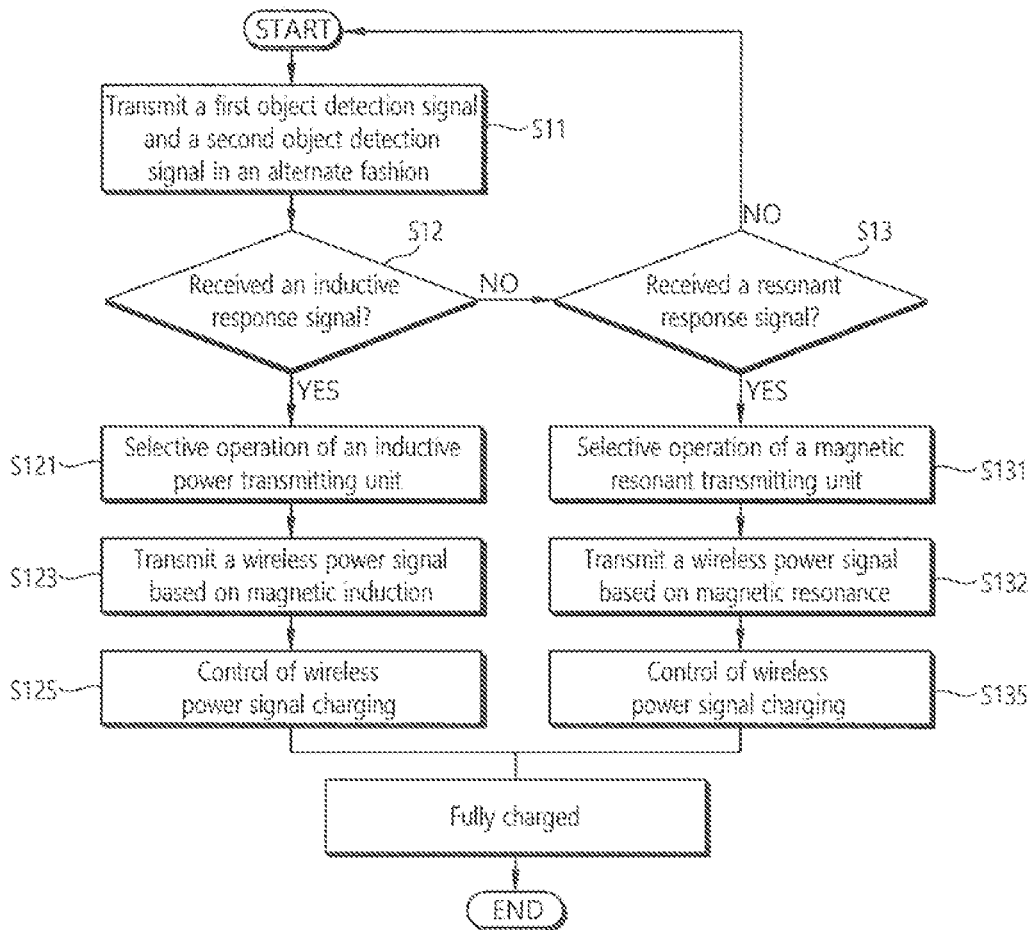 START
Transmit a first object detection signal
and a second object detection
signal in an alternate fashion
S11
NO
S12
S13
Received an inductive
response signal?
NO
Received a resonant
response signal?
YES
YES
S121
Selective operation of an inductive
power transmitting unit
Selective operation of a magnetic
resonant transmitting unit
S131
S123
Transmit a wireless power signal
based on magnetic induction
Transmit a wireless power signal
based on magnetic resonance
S132
S125
Control of wireless
power signal charging
Control of wireless
power signal charging
S135
Fully charged
END